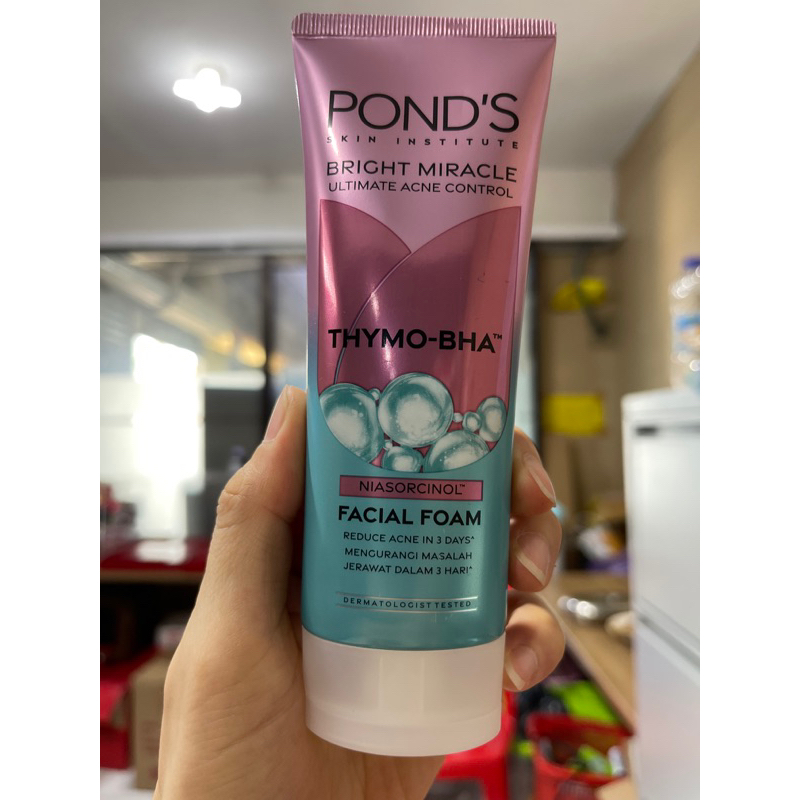 POND'S
SKIN INSTITUTE
BRIGHT MIRACLE
ULTIMATE ACNE CONTROL
THYMO-BHA™
NIASORCINOL™
FACIAL FOAM
REDUCE ACNE IN 3 DAYS^
MENGURANGI MASALAH
JERAWAT DALAM 3 HARI^
DERMATOLOGIST TESTED